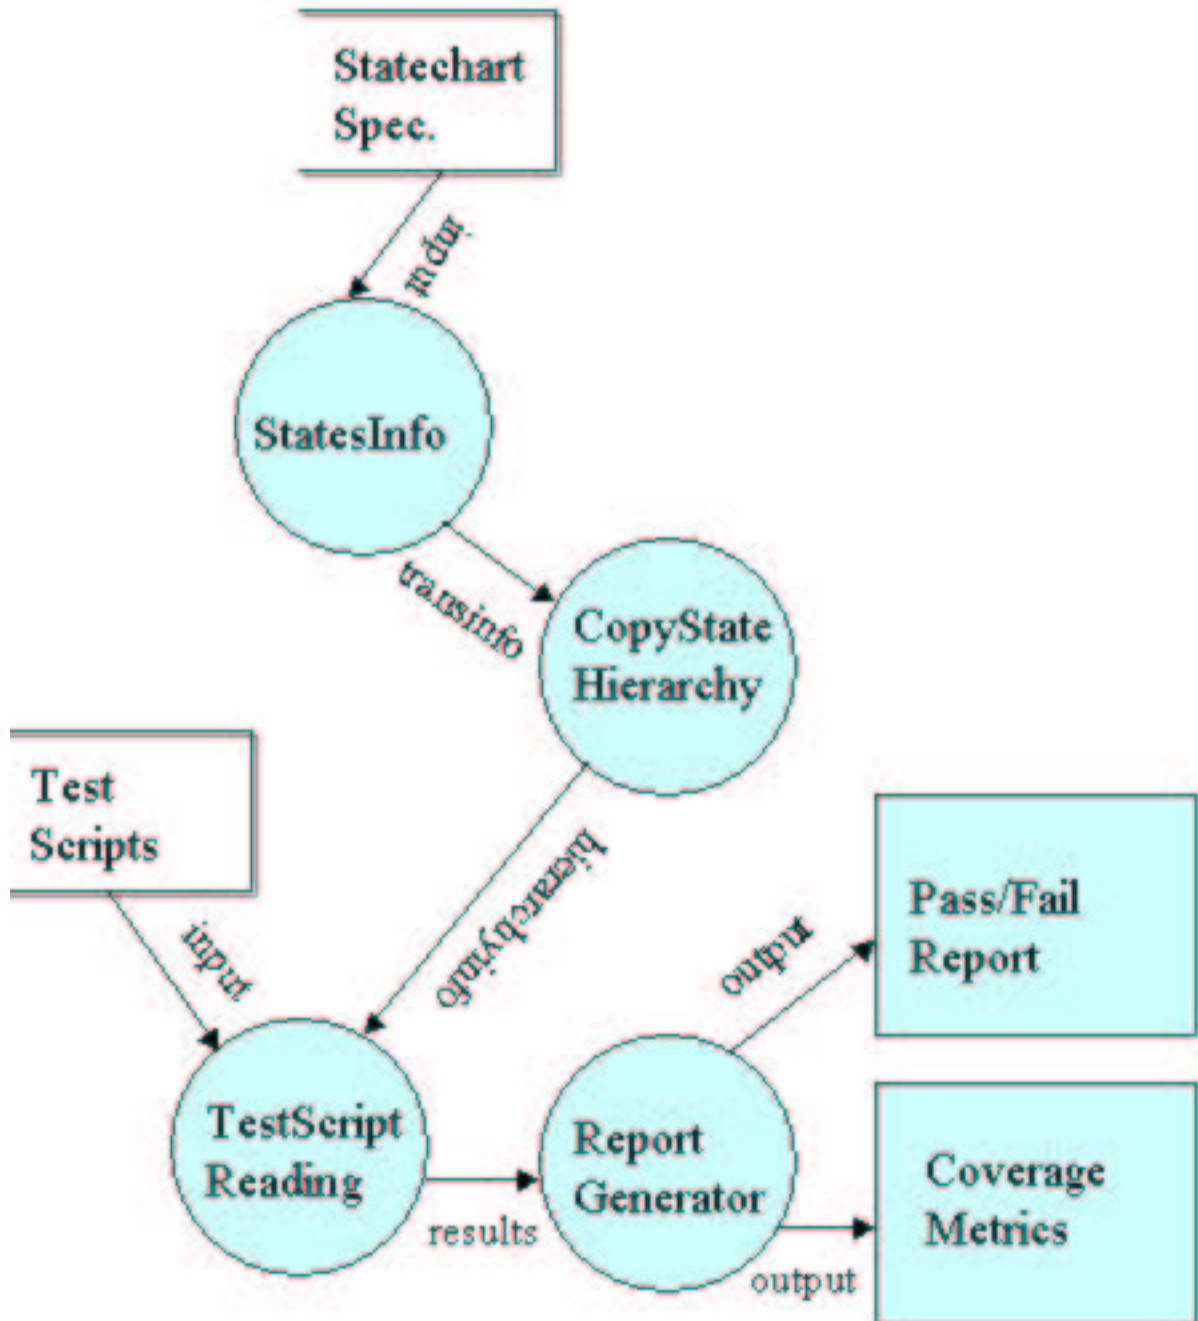 Statechart
Spec.
input
StatesInfo
transinfo
CopyState
Hierarchy
Test
Scripts
input
hierarchyinfo
output
Pass/Fail
Report
TestScript
Reading
results
Report
Generator
output
Coverage
Metrics